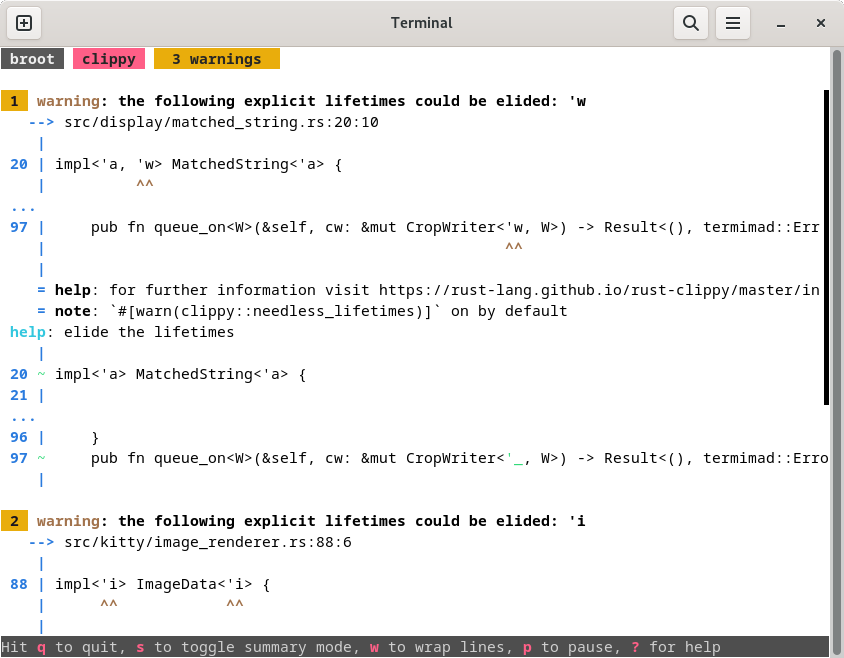 Terminal
broot clippy 3 warnings
1 warning: the following explicit lifetimes could be elided: 'w
--> src/display/matched_string.rs:20:10
|
20 | impl<'a, 'w> MatchedString<'a> {
| ^^
...
97 | pub fn queue_on<W>(&self, cw: &mut CropWriter<'w, W>) -> Result<(), termimad::Err
| ^^
|
= help: for further information visit https://rust-lang.github.io/rust-clippy/master/in
= note: `#[warn(clippy::needless_lifetimes)]` on by default
help: elide the lifetimes
|
20 ~ impl<'a> MatchedString<'a> {
21 |
...
96 | }
97 ~ pub fn queue_on<W>(&self, cw: &mut CropWriter<'_, W>) -> Result<(), termimad::Erro
|
2 warning: the following explicit lifetimes could be elided: 'i
--> src/kitty/image_renderer.rs:88:6
|
88 | impl<'i> ImageData<'i> {
| ^^ ^^
|
Hit q to quit, s to toggle summary mode, w to wrap lines, p to pause, ? for help